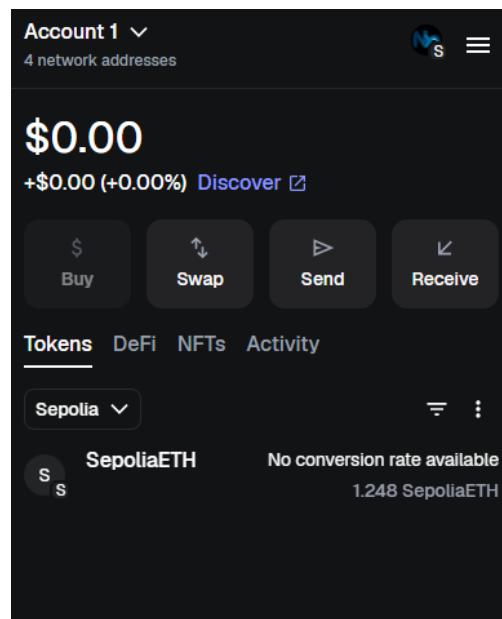 Account 1
4 network addresses
S
$0.00
+$0.00 (+0.00%) Discover
$
Buy Swap Send Receive
Tokens DeFi NFTs Activity
Sepolia
S
S
SepoliaETH No conversion rate available
1.248 SepoliaETH